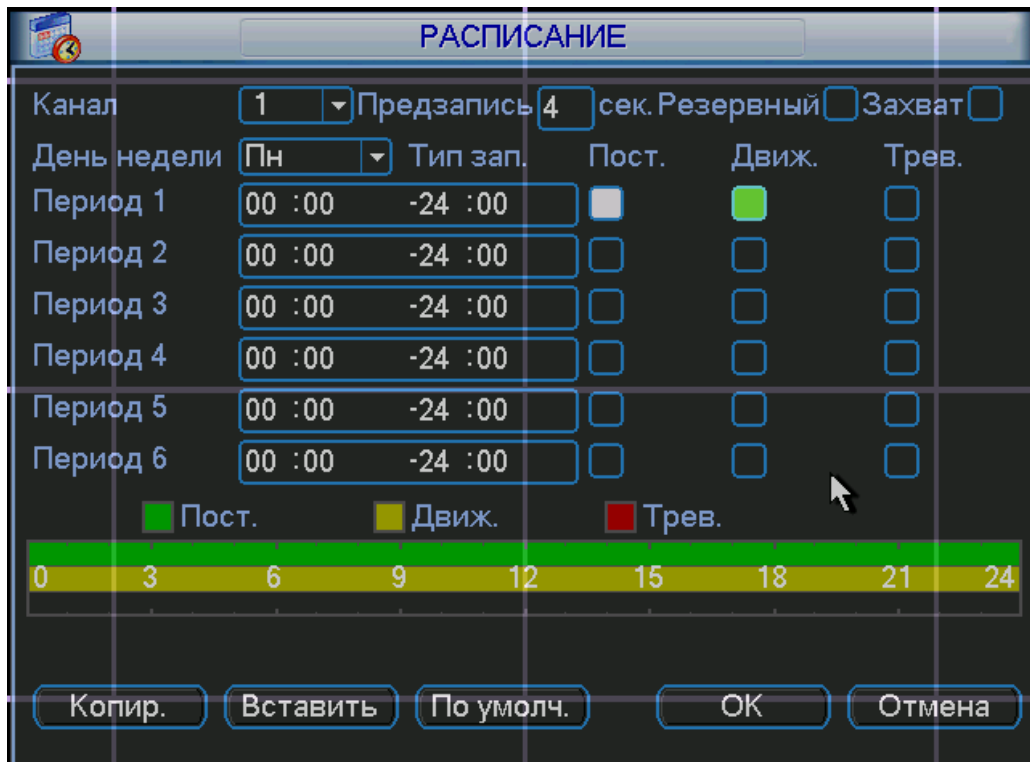 РАСПИСАНИЕ
Канал 1 Предзапись 4 сек. Резервный Захват
День недели Пн Тип зап. Пост. Движ. Трев.
Период 1 00 :00 -24 :00
Период 2 00 :00 -24 :00
Период 3 00 :00 -24 :00
Период 4 00 :00 -24 :00
Период 5 00 :00 -24 :00
Период 6 00 :00 -24 :00
Пост. Движ. Трев.
0 3 6 9 12 15 18 21 24
Копир. Вставить По умолч. OK Отмена